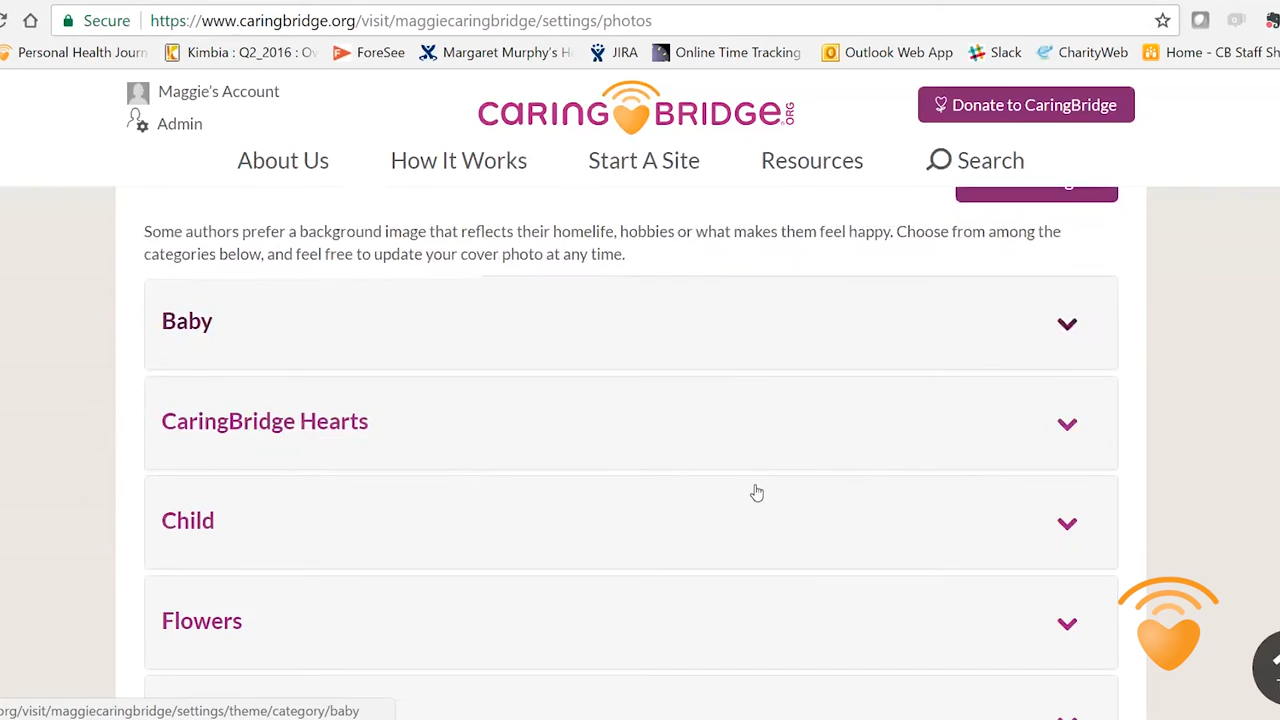 Secure https://www.caringbridge.org/visit/maggiecaringbridge/settings/photos
Personal Health Journ Kimbia : Q2_2016 : Ov ForeSee Margaret Murphy's H JIRA Online Time Tracking Outlook Web App Slack CharityWeb Home - CB Staff Sh
Maggie's Account
Admin
CARINGBRIDGE.ORG
Donate to CaringBridge
About Us How It Works Start A Site Resources Search
Some authors prefer a background image that reflects their homelife, hobbies or what makes them feel happy. Choose from among the
categories below, and feel free to update your cover photo at any time.
Baby
CaringBridge Hearts
Child
Flowers
org/visit/maggiecaringbridge/settings/theme/category/baby